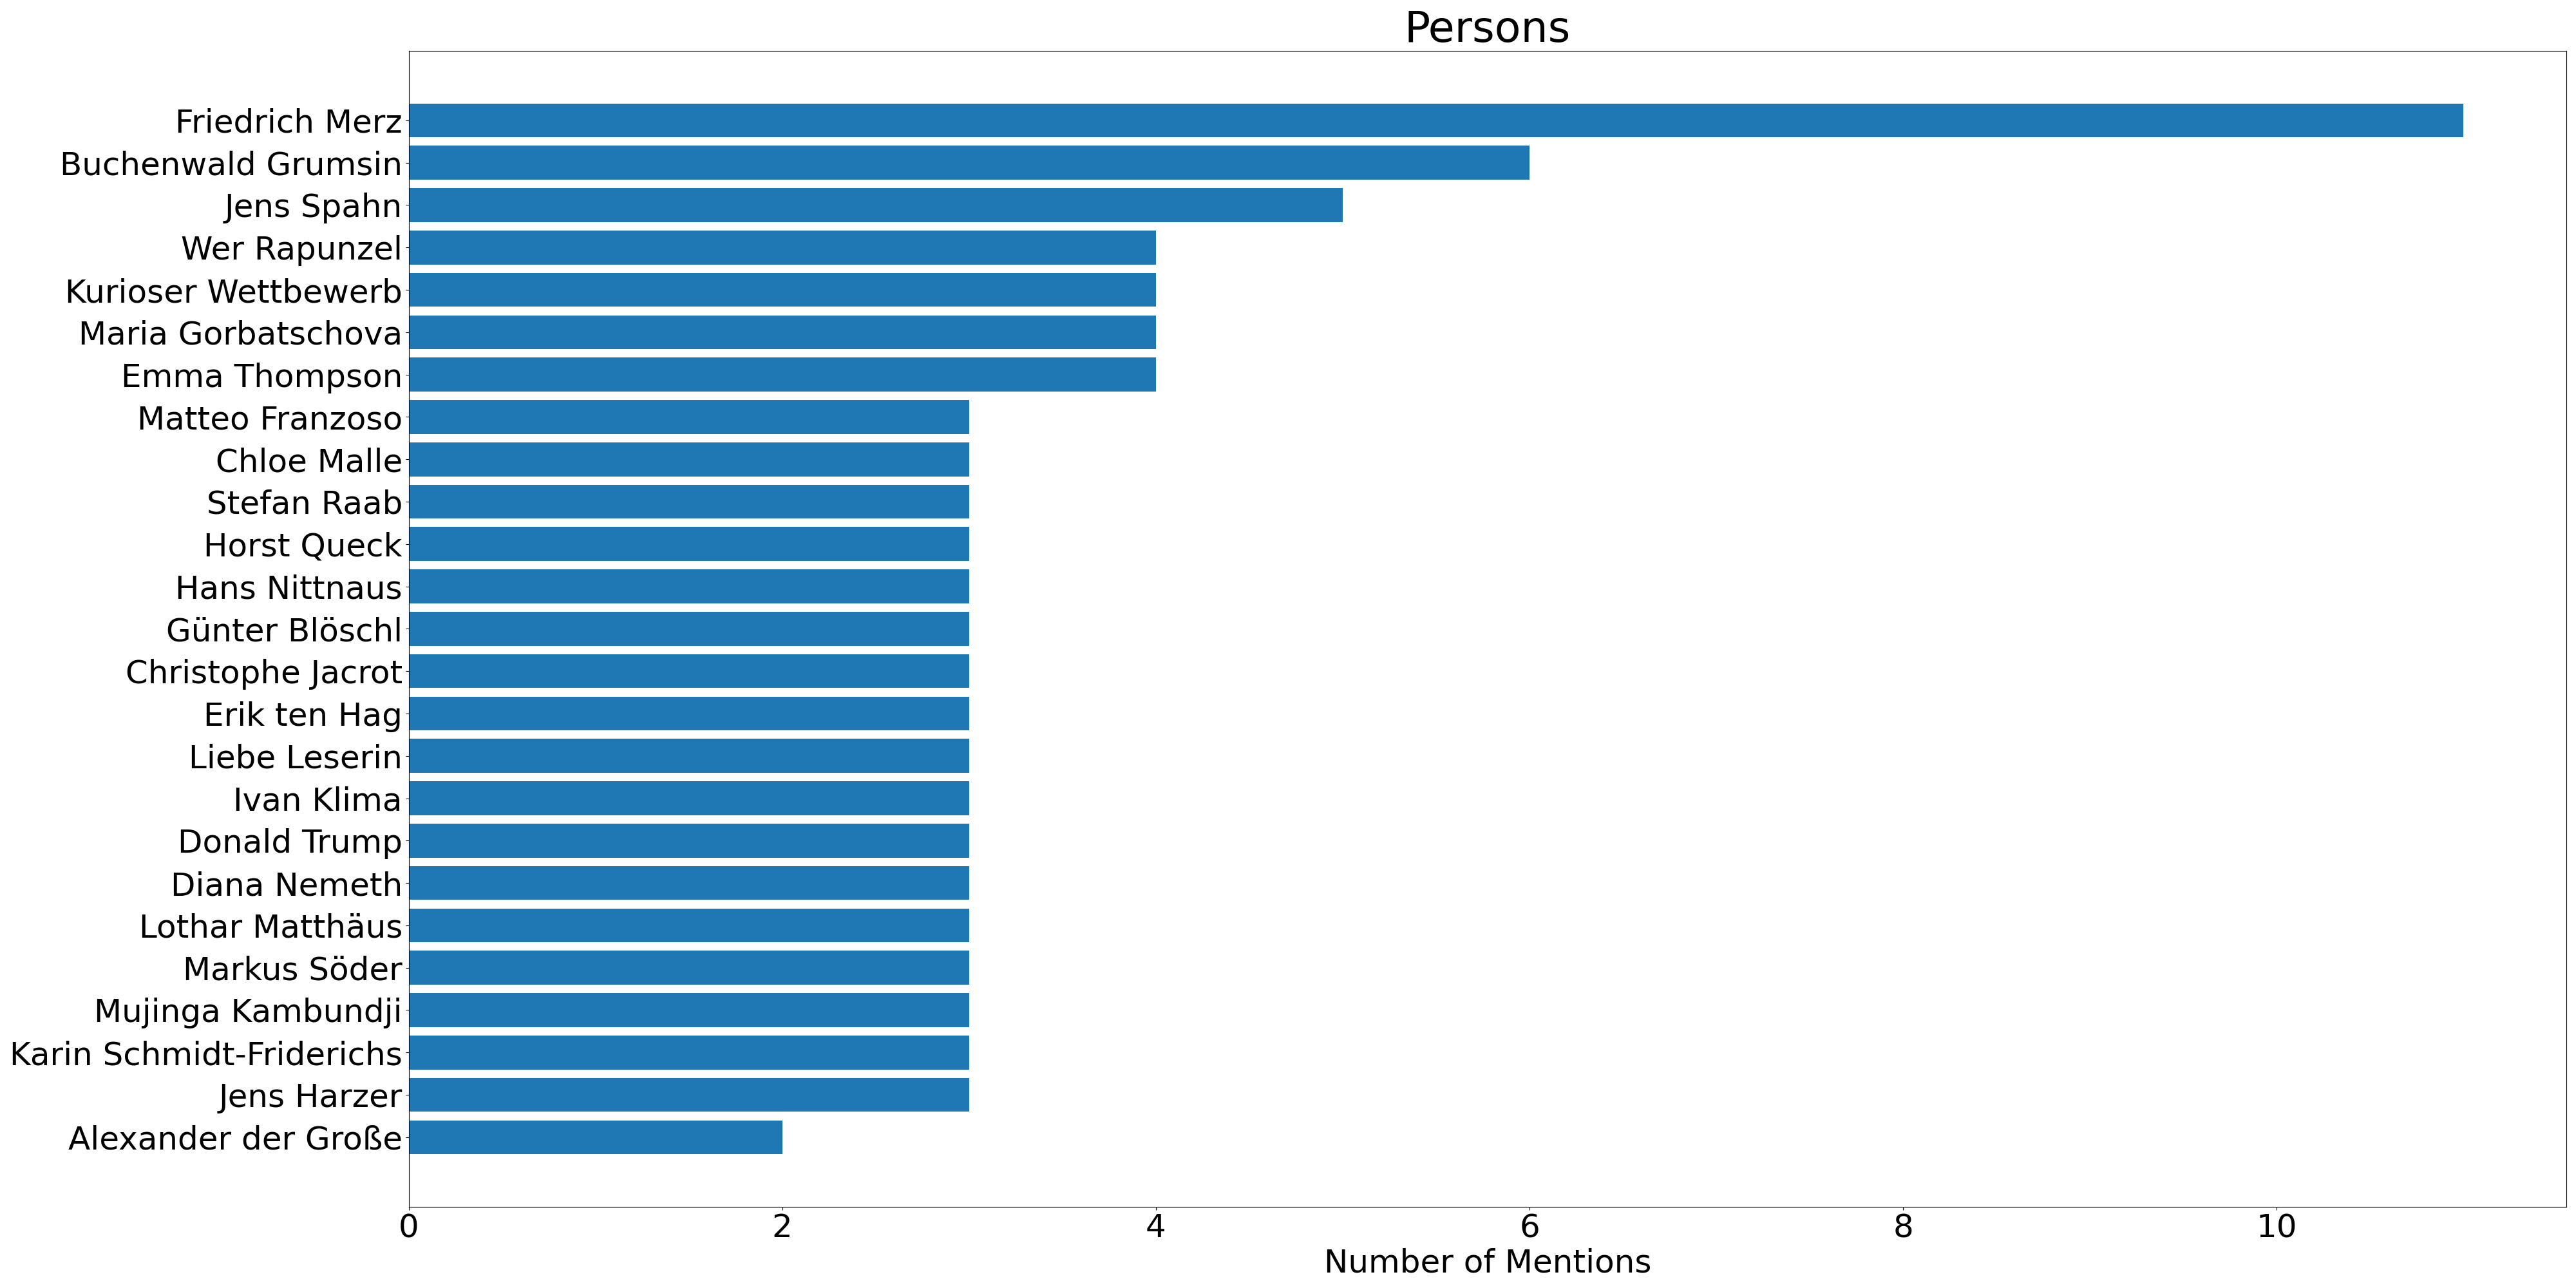 Persons
Friedrich Merz
Buchenwald Grumsin
Jens Spahn
Wer Rapunzel
Kurioser Wettbewerb
Maria Gorbatschova
Emma Thompson
Matteo Franzoso
Chloe Malle
Stefan Raab
Horst Queck
Hans Nittnaus
Günter Blöschl
Christophe Jacrot
Erik ten Hag
Liebe Leserin
Ivan Klima
Donald Trump
Diana Nemeth
Lothar Matthäus
Markus Söder
Mujinga Kambundji
Karin Schmidt-Friderichs
Jens Harzer
Alexander der Große
0 2 4 6 8 10
Number of Mentions